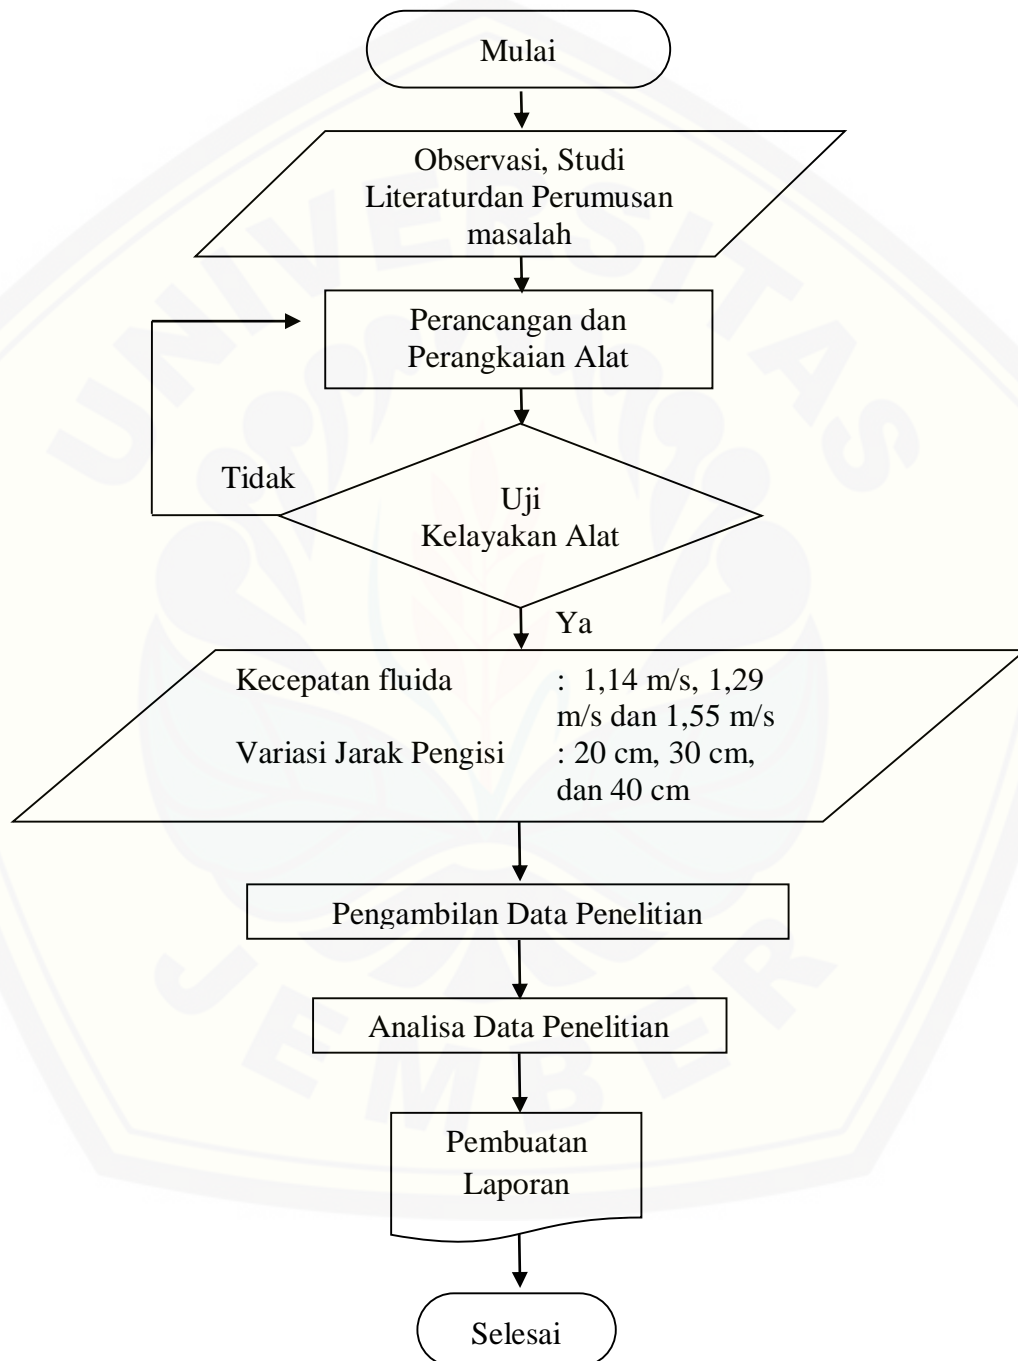 Mulai
Observasi, Studi
Literaturdan Perumusan
masalah
Perancangan dan
Perangkaian Alat
Tidak
Uji
Kelayakan Alat
Ya
Kecepatan fluida : 1,14 m/s, 1,29
m/s dan 1,55 m/s
Variasi Jarak Pengisi : 20 cm, 30 cm,
dan 40 cm
Pengambilan Data Penelitian
Analisa Data Penelitian
Pembuatan
Laporan
Selesai
UNIVERSITAS
JEMBER